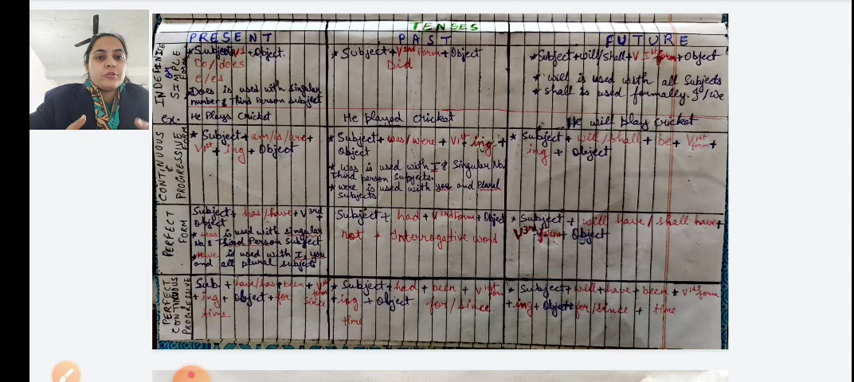 TENSES
PRESENT
PAST
FUTURE
INDEFINITE
OR
SIMPLE
* Subject + Object.
Do/does
s/es
Does is used with singular
number & third Person subject
ex. He Plays Cricket
* Subject + V2nd form + Object
Did
He played cricket
* Subject + will/shall + V1st form + Object
* will is used with all Subjects
* shall is used formally. I/We
He will play cricket
CONTINUOUS
PROGRESSIVE
* Subject + am/is/are +
V1st + ing + Object
* Subject + was/were + V1st ing +
Object
* was is used with I & Singular No
Third person subjects.
* were is used with you and Plural
subjects
* Subject + will/shall + be + V1st form +
ing + Object
PERFECT
FORM
Subject + has/have + V3rd
Object
* Has is used with singular
No & Third Person Subject
* Have is used with I, you
and all plural subjects
Subject + had + V3rd form + Object
not + Interrogative word
* Subject + will have / shall have +
V3rd form + Object
PERFECT
CONTINUOUS
PROGRESSIVE
Sub + have/has + been + V1st form
+ ing + Object + for since
time
* Subject + had + been + V1st form
+ ing + Object for/since
time
* Subject + will + have + been + V1st form
+ ing + Object + for/since + time